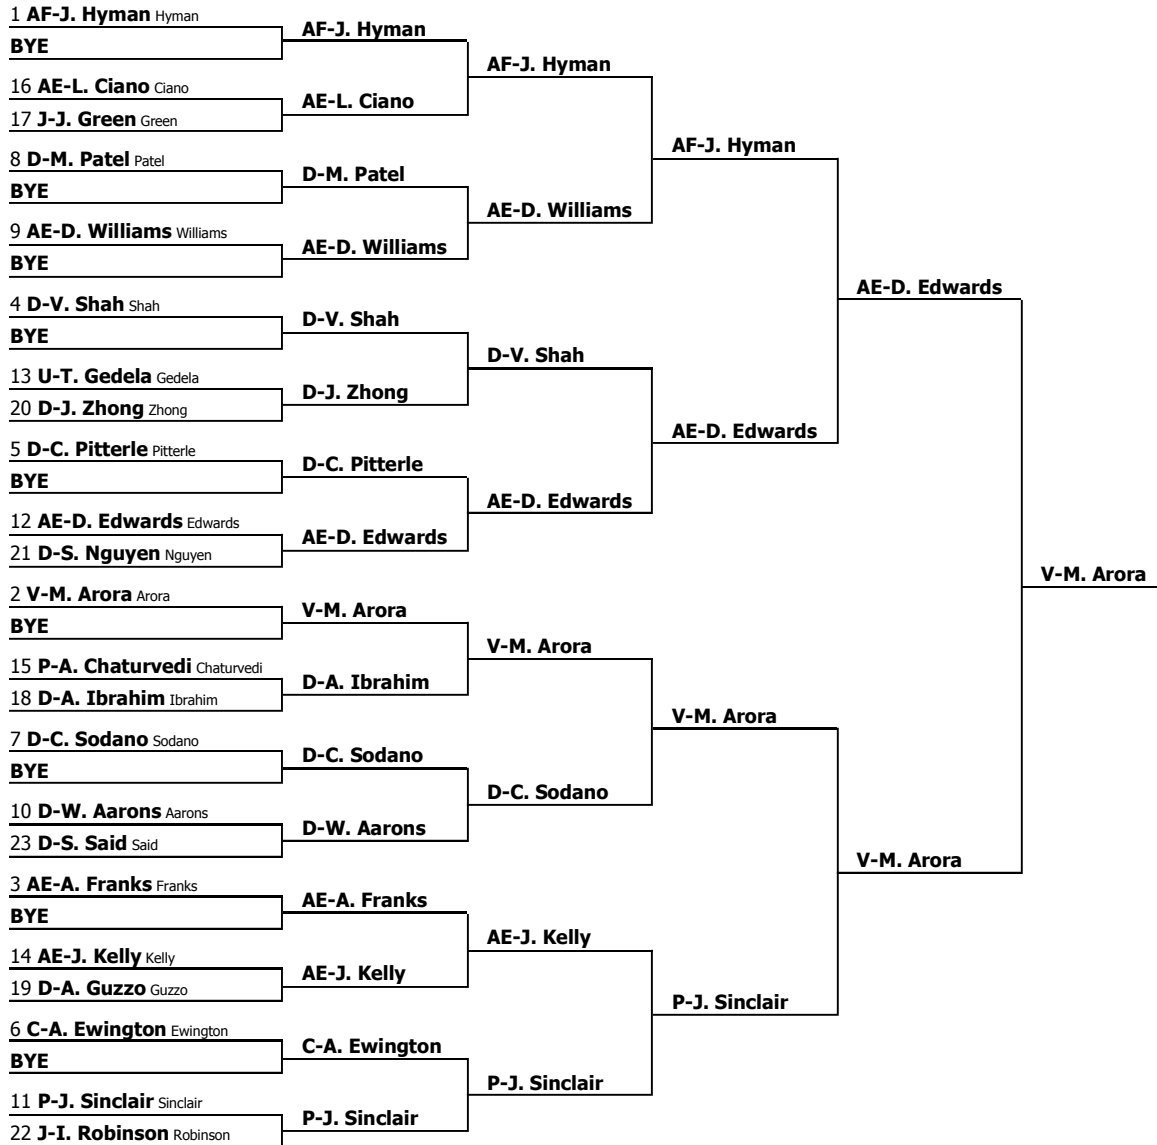 1 AF-J. Hyman Hyman
BYE
16 AE-L. Ciano Ciano
17 J-J. Green Green
8 D-M. Patel Patel
BYE
9 AE-D. Williams Williams
BYE
4 D-V. Shah Shah
BYE
13 U-T. Gedela Gedela
20 D-J. Zhong Zhong
5 D-C. Pitterle Pitterle
BYE
12 AE-D. Edwards Edwards
21 D-S. Nguyen Nguyen
2 V-M. Arora Arora
BYE
15 P-A. Chaturvedi Chaturvedi
18 D-A. Ibrahim Ibrahim
7 D-C. Sodano Sodano
BYE
10 D-W. Aarons Aarons
23 D-S. Said Said
3 AE-A. Franks Franks
BYE
14 AE-J. Kelly Kelly
19 D-A. Guzzo Guzzo
6 C-A. Ewington Ewington
BYE
11 P-J. Sinclair Sinclair
22 J-I. Robinson Robinson
AF-J. Hyman
AE-L. Ciano
D-M. Patel
AE-D. Williams
D-V. Shah
D-J. Zhong
D-C. Pitterle
AE-D. Edwards
V-M. Arora
D-A. Ibrahim
D-C. Sodano
D-W. Aarons
AE-A. Franks
AE-J. Kelly
C-A. Ewington
P-J. Sinclair
AF-J. Hyman
AE-D. Williams
D-V. Shah
AE-D. Edwards
V-M. Arora
D-C. Sodano
AE-J. Kelly
P-J. Sinclair
AF-J. Hyman
AE-D. Edwards
V-M. Arora
P-J. Sinclair
AE-D. Edwards
V-M. Arora
V-M. Arora